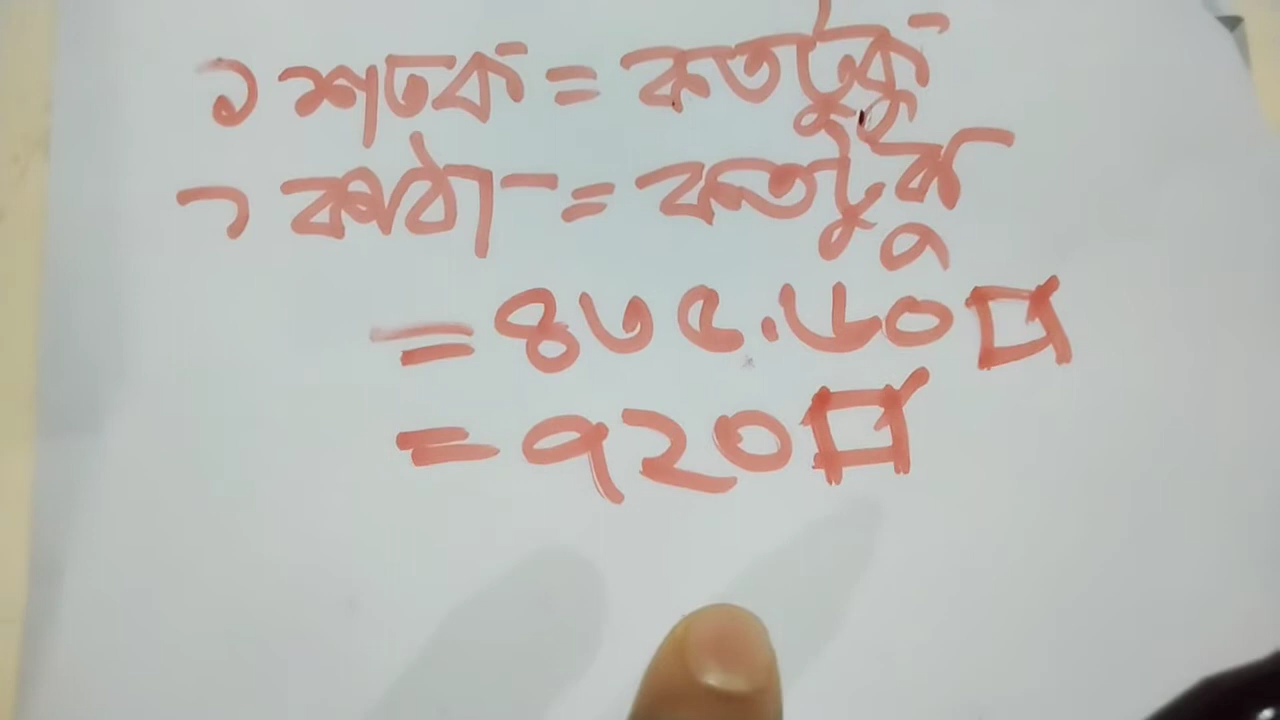 ১ শতক = কতটুকু
১ কাঠা = কতটুকু
= ৪৩৫.৬০ □
= ৭২০ □